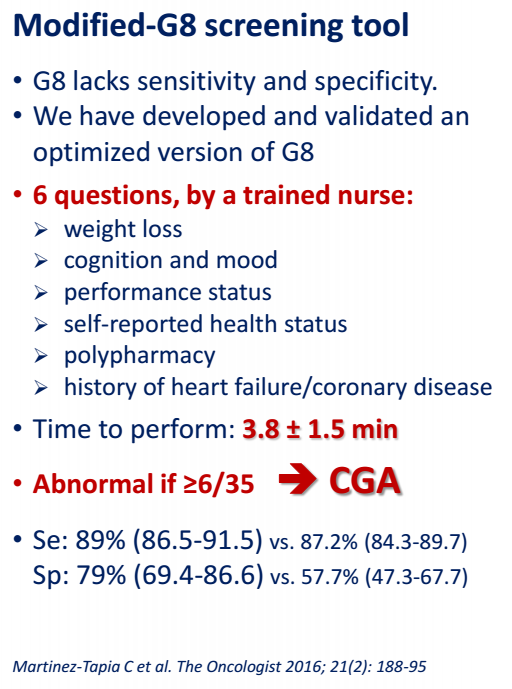 Modified-G8 screening tool
• G8 lacks sensitivity and specificity.
• We have developed and validated an
optimized version of G8
• 6 questions, by a trained nurse:
➢ weight loss
➢ cognition and mood
➢ performance status
➢ self-reported health status
➢ polypharmacy
➢ history of heart failure/coronary disease
• Time to perform: 3.8 ± 1.5 min
• Abnormal if ≥6/35 ➔ CGA
• Se: 89% (86.5-91.5) vs. 87.2% (84.3-89.7)
Sp: 79% (69.4-86.6) vs. 57.7% (47.3-67.7)
Martinez-Tapia C et al. The Oncologist 2016; 21(2): 188-95